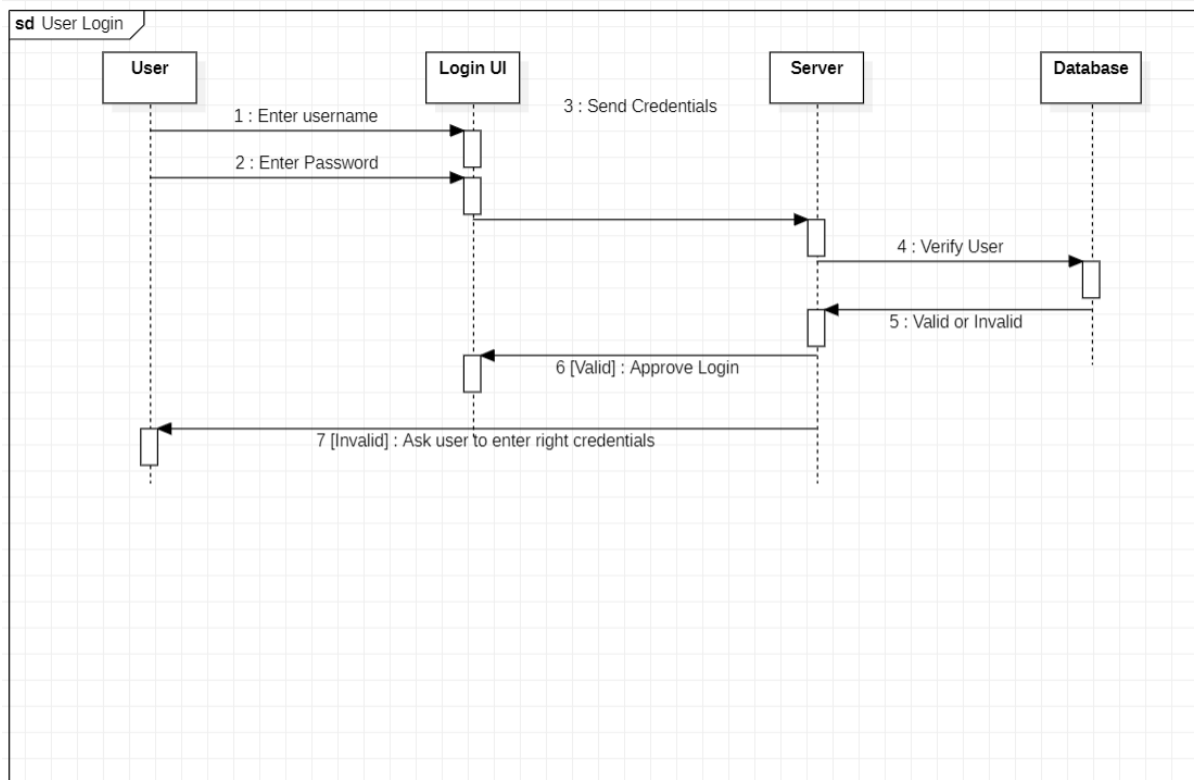 sd User Login
User
Login UI
Server
Database
3 : Send Credentials
1 : Enter username
2 : Enter Password
4 : Verify User
5 : Valid or Invalid
6 [Valid] : Approve Login
7 [Invalid] : Ask user to enter right credentials